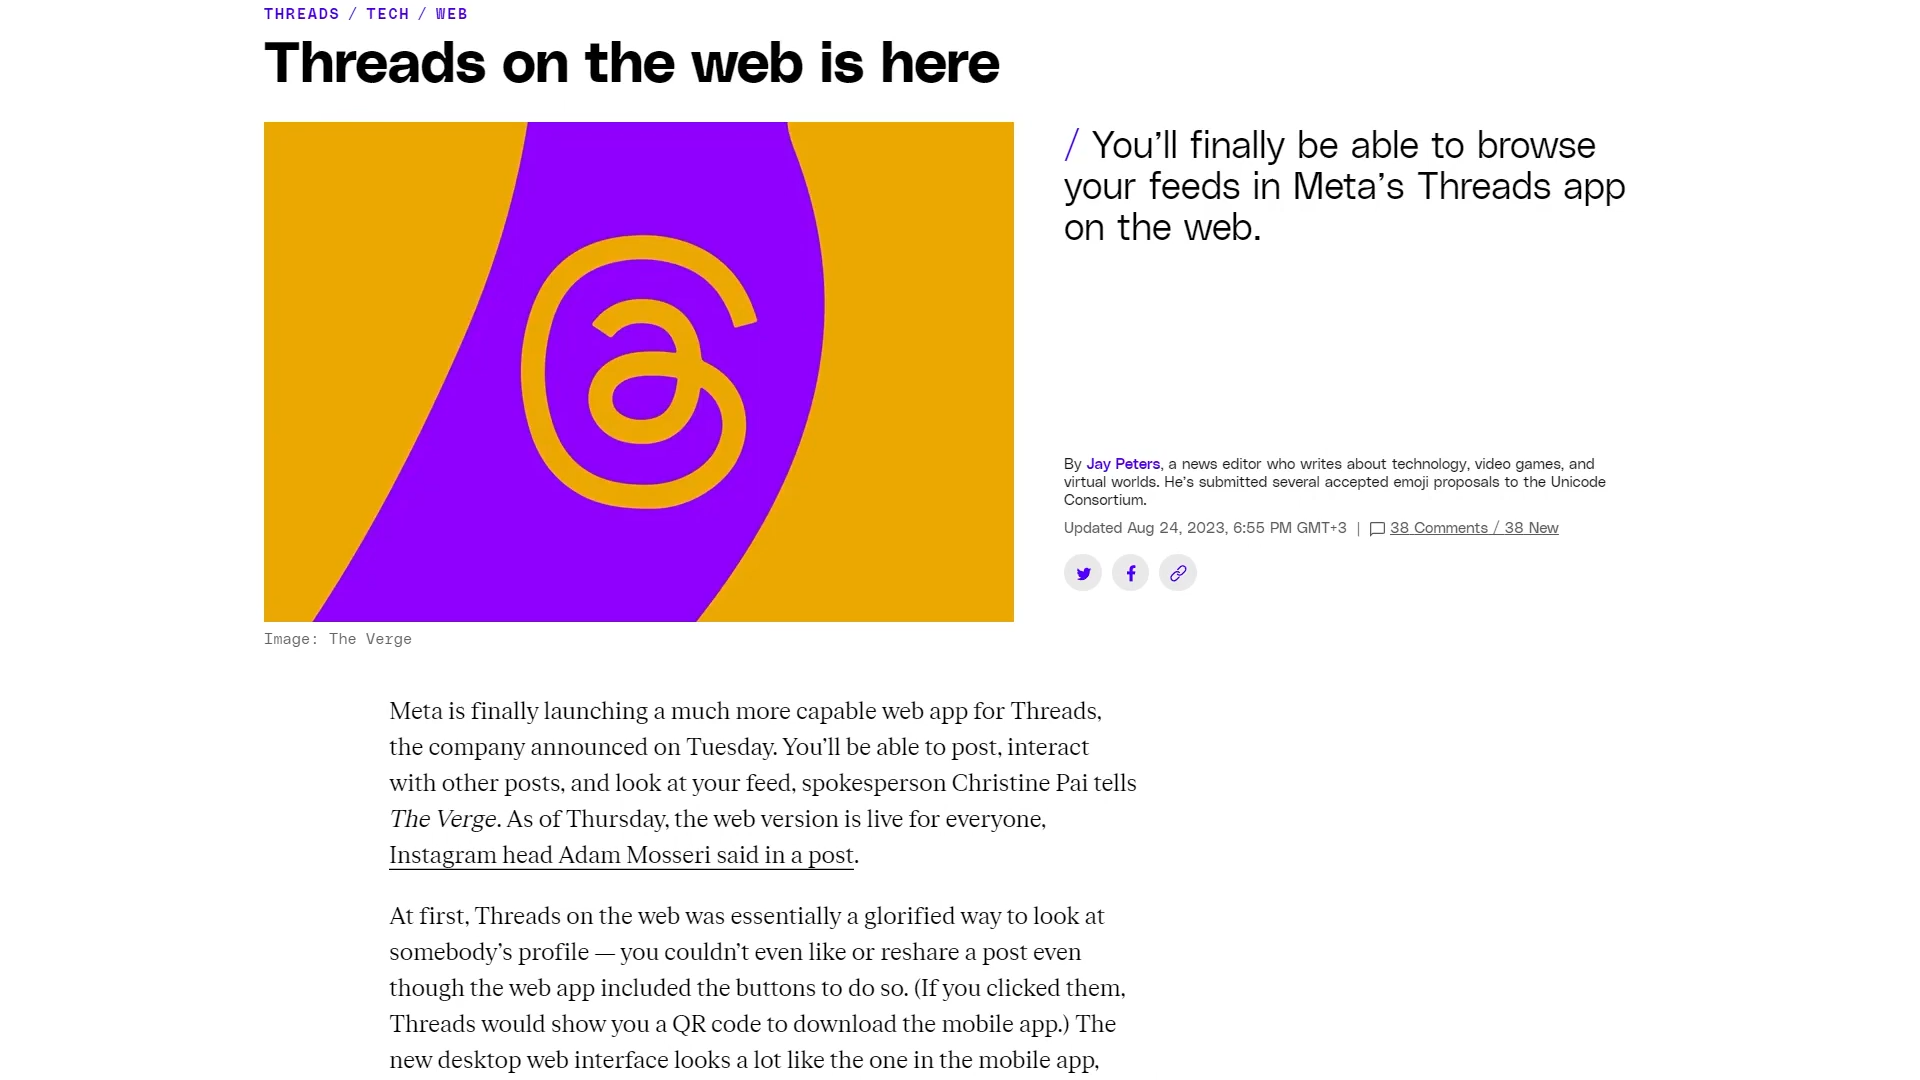 THREADS / TECH / WEB
Threads on the web is here
/ You’ll finally be able to browse
your feeds in Meta’s Threads app
on the web.
By Jay Peters, a news editor who writes about technology, video games, and
virtual worlds. He’s submitted several accepted emoji proposals to the Unicode
Consortium.
Updated Aug 24, 2023, 6:55 PM GMT+3 | 38 Comments / 38 New
Image: The Verge
Meta is finally launching a much more capable web app for Threads,
the company announced on Tuesday. You’ll be able to post, interact
with other posts, and look at your feed, spokesperson Christine Pai tells
The Verge. As of Thursday, the web version is live for everyone,
Instagram head Adam Mosseri said in a post.
At first, Threads on the web was essentially a glorified way to look at
somebody’s profile — you couldn’t even like or reshare a post even
though the web app included the buttons to do so. (If you clicked them,
Threads would show you a QR code to download the mobile app.) The
new desktop web interface looks a lot like the one in the mobile app,